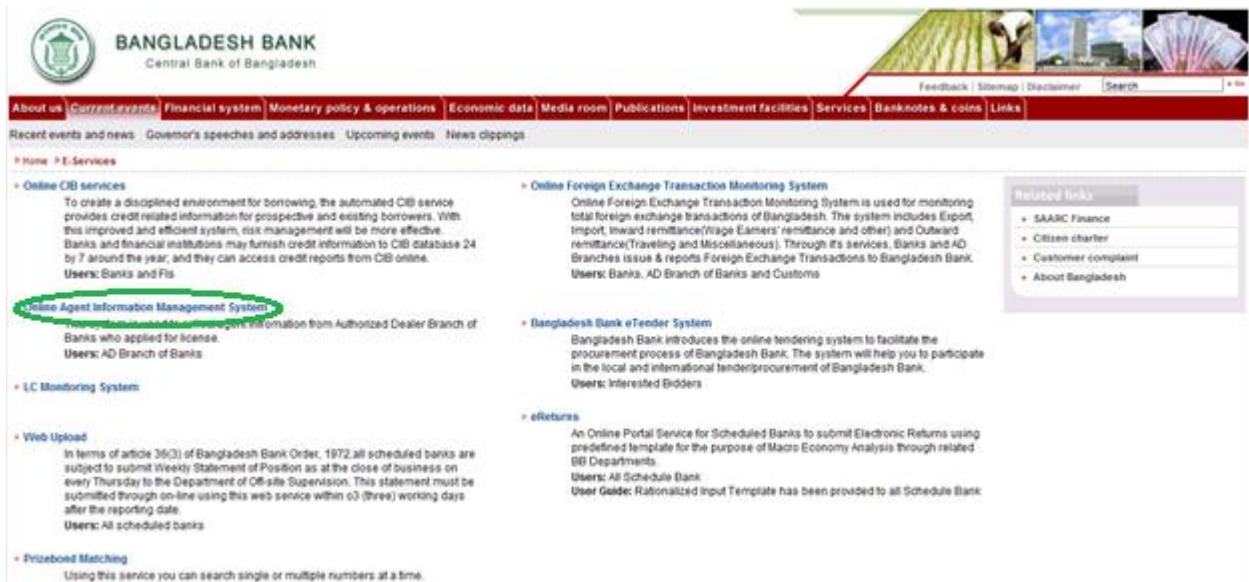 BANGLADESH BANK
Central Bank of Bangladesh
Feedback | Sitemap | Disclaimer Search
About us Current events Financial system Monetary policy & operations Economic data Media room Publications Investment facilities Services Banknotes & coins Links
Recent events and news Governor's speeches and addresses Upcoming events News clippings
Home E-Services
Online CIB services
To create a disciplined environment for borrowing, the automated CIB service
provides credit related information for prospective and existing borrowers. With
this improved and efficient system, risk management will be more effective.
Banks and financial institutions may furnish credit information to CIB database 24
by 7 around the year, and they can access credit reports from CIB online.
Users: Banks and FIs
Online Agent Information Management System
information from Authorized Dealer Branch of
Banks who applied for license.
Users: AD Branch of Banks
LC Monitoring System
Web Upload
In terms of article 36(3) of Bangladesh Bank Order, 1972,all scheduled banks are
subject to submit Weekly Statement of Position as at the close of business on
every Thursday to the Department of Off-site Supervision. This statement must be
submitted through on-line using this web service within o3 (three) working days
after the reporting date.
Users: All scheduled banks
Prizebond Matching
Using this service you can search single or multiple numbers at a time.
Online Foreign Exchange Transaction Monitoring System
Online Foreign Exchange Transaction Monitoring System is used for monitoring
total foreign exchange transactions of Bangladesh. The system includes Export,
Import, Inward remittance(Wage Earners' remittance and other) and Outward
remittance(Traveling and Miscellaneous). Through it's services, Banks and AD
Branches issue & reports Foreign Exchange Transactions to Bangladesh Bank.
Users: Banks, AD Branch of Banks and Customs
Bangladesh Bank eTender System
Bangladesh Bank introduces the online tendering system to facilitate the
procurement process of Bangladesh Bank. The system will help you to participate
in the local and international tender/procurement of Bangladesh Bank.
Users: Interested Bidders
eReturns
An Online Portal Service for Scheduled Banks to submit Electronic Returns using
predefined template for the purpose of Macro Economy Analysis through related
BB Departments.
Users: All Schedule Bank
User Guide: Rationalized Input Template has been provided to all Schedule Bank
Related links
SAARC Finance
Citizen charter
Customer complaint
About Bangladesh